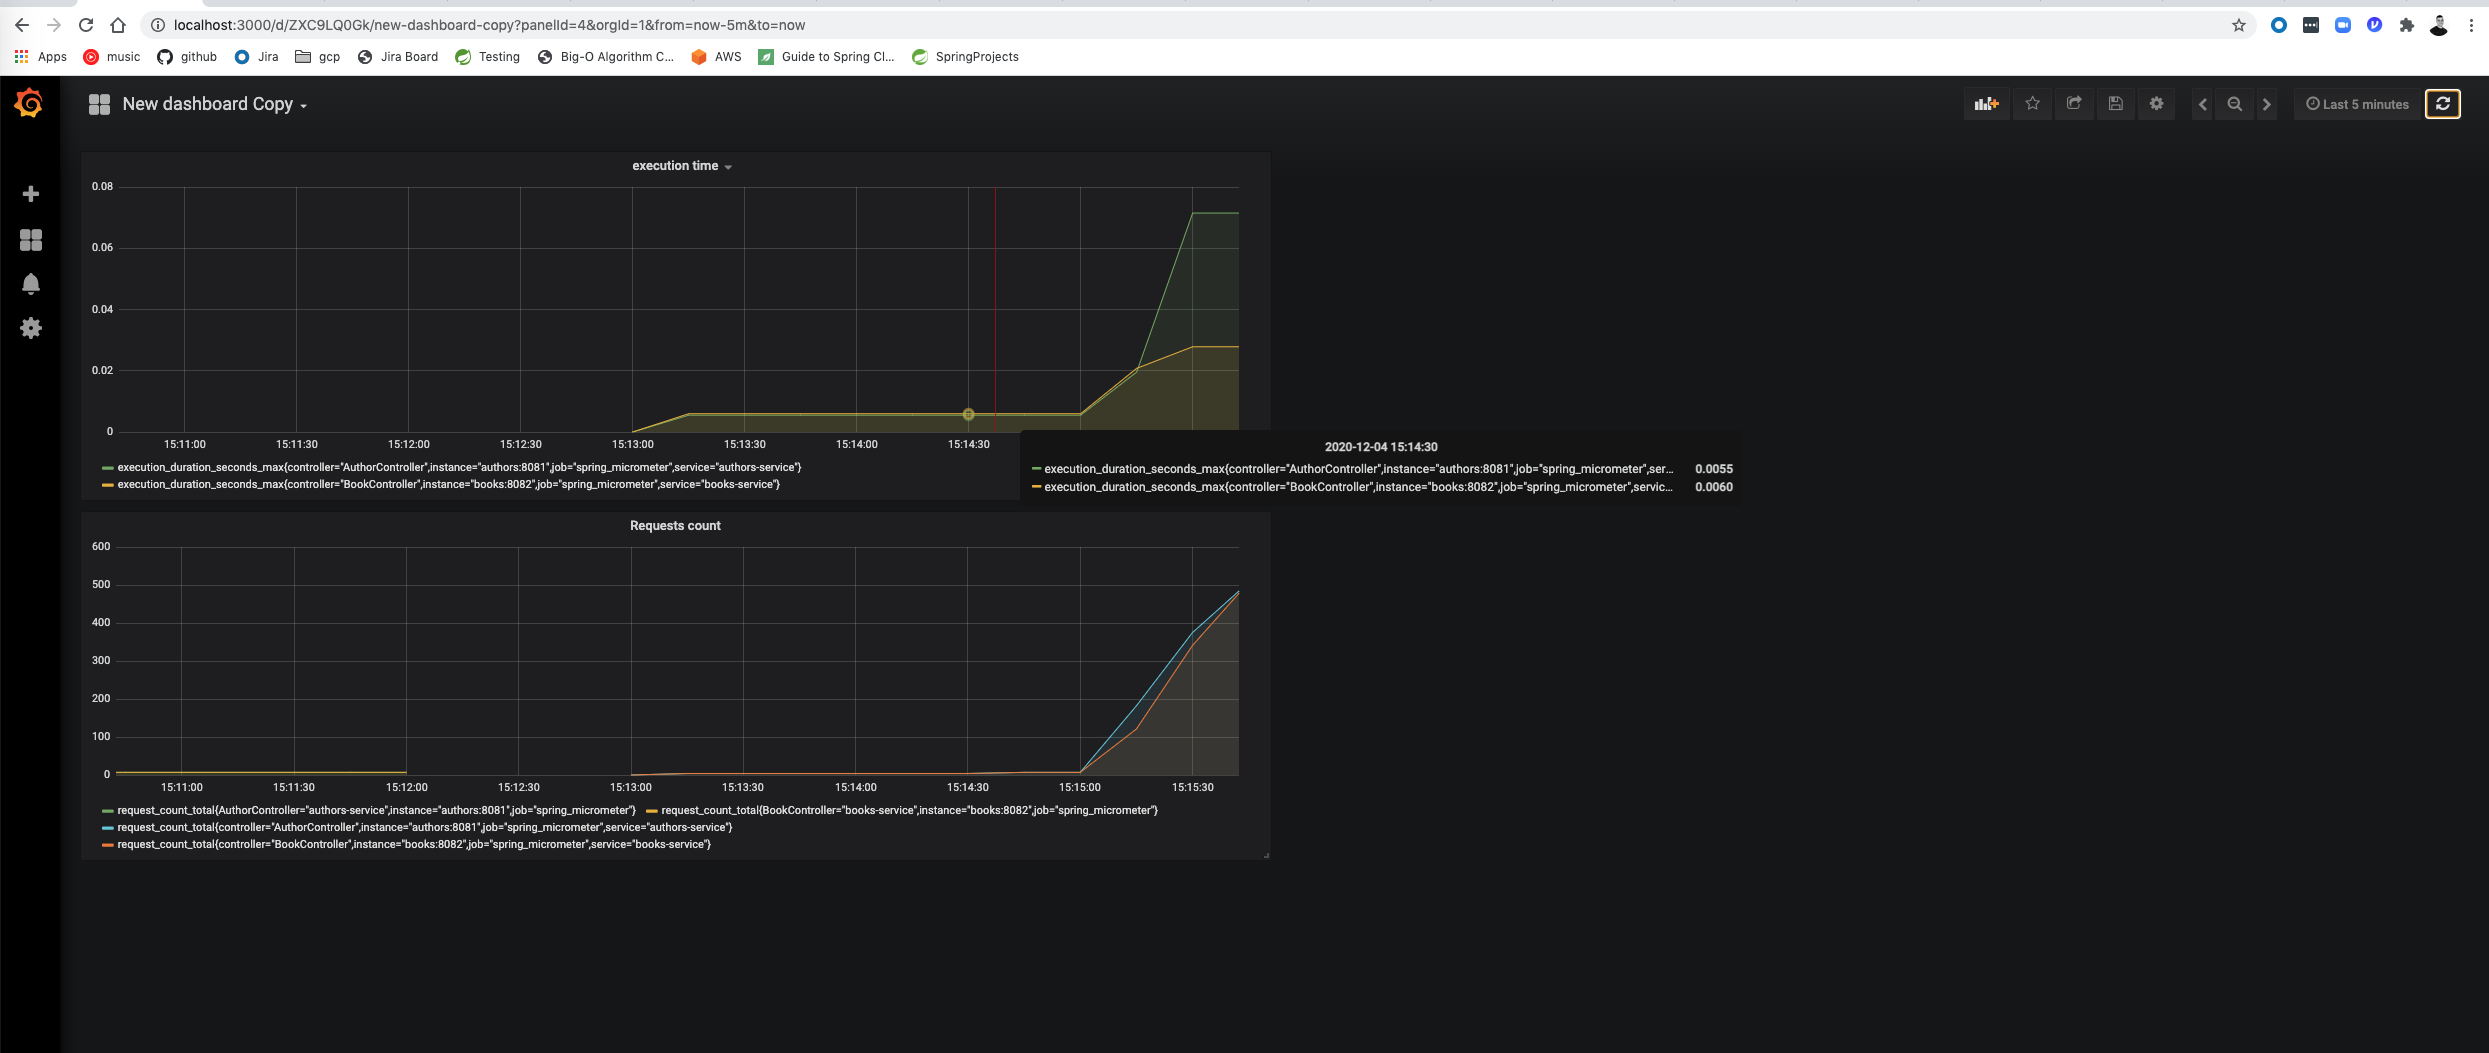 localhost:3000/d/ZXC9LQ0Gk/new-dashboard-copy?panelId=4&orgId=1&from=now-5m&to=now
Apps music github Jira gcp Jira Board Testing Big-O Algorithm C... AWS Guide to Spring Cl... SpringProjects
New dashboard Copy
Last 5 minutes
execution time
0.08
0.06
0.04
0.02
0
15:11:00 15:11:30 15:12:00 15:12:30 15:13:00 15:13:30 15:14:00 15:14:30
2020-12-04 15:14:30
execution_duration_seconds_max{controller="AuthorController",instance="authors:8081",job="spring_micrometer",ser... 0.0055
execution_duration_seconds_max{controller="BookController",instance="books:8082",job="spring_micrometer",servic... 0.0060
execution_duration_seconds_max{controller="AuthorController",instance="authors:8081",job="spring_micrometer",service="authors-service"}
execution_duration_seconds_max{controller="BookController",instance="books:8082",job="spring_micrometer",service="books-service"}
Requests count
600
500
400
300
200
100
0
15:11:00 15:11:30 15:12:00 15:12:30 15:13:00 15:13:30 15:14:00 15:14:30 15:15:00 15:15:30
request_count_total{AuthorController="authors-service",instance="authors:8081",job="spring_micrometer"} request_count_total{BookController="books-service",instance="books:8082",job="spring_micrometer"}
request_count_total{controller="AuthorController",instance="authors:8081",job="spring_micrometer",service="authors-service"}
request_count_total{controller="BookController",instance="books:8082",job="spring_micrometer",service="books-service"}